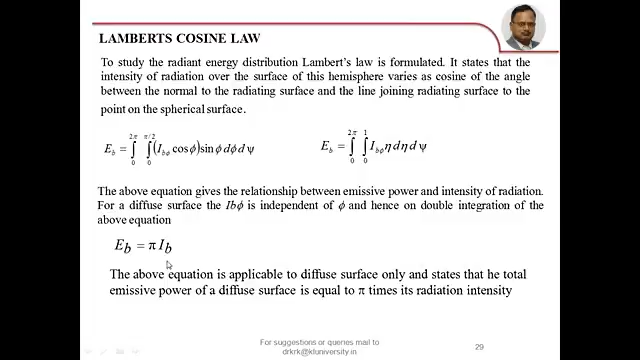 LAMBERTS COSINE LAW
To study the radiant energy distribution Lambert's law is formulated. It states that the
intensity of radiation over the surface of this hemisphere varies as cosine of the angle
between the normal to the radiating surface and the line joining radiating surface to the
point on the spherical surface.
E_b = ∫_0^{2π} ∫_0^{π/2} (I_{bϕ} cosϕ) sinϕ dϕ dψ
E_b = ∫_0^{2π} ∫_0^1 I_{bϕ} η dη dψ
The above equation gives the relationship between emissive power and intensity of radiation.
For a diffuse surface the Ibϕ is independent of ϕ and hence on double integration of the
above equation
E_b = π I_b
The above equation is applicable to diffuse surface only and states that he total
emissive power of a diffuse surface is equal to π times its radiation intensity
For suggestions or queries mail to
drkrk@kluniversity.in
29